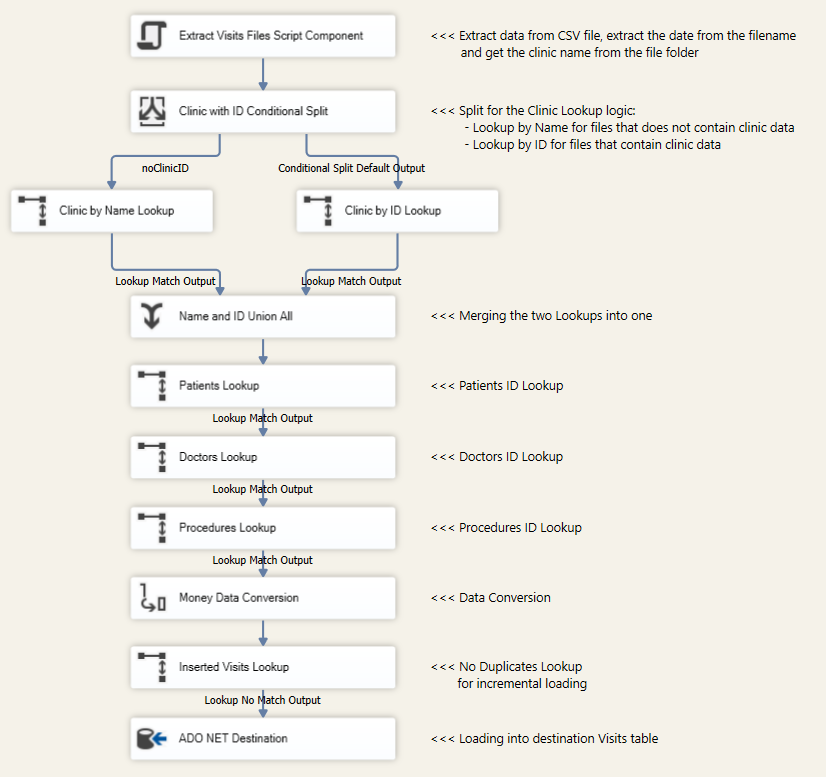 Extract Visits Files Script Component
<<< Extract data from CSV file, extract the date from the filename
and get the clinic name from the file folder
Clinic with ID Conditional Split
<<< Split for the Clinic Lookup logic:
- Lookup by Name for files that does not contain clinic data
- Lookup by ID for files that contain clinic data
noClinicID
Conditional Split Default Output
Clinic by Name Lookup
Clinic by ID Lookup
Lookup Match Output
Lookup Match Output
Name and ID Union All
<<< Merging the two Lookups into one
Patients Lookup
<<< Patients ID Lookup
Lookup Match Output
Doctors Lookup
<<< Doctors ID Lookup
Lookup Match Output
Procedures Lookup
<<< Procedures ID Lookup
Lookup Match Output
Money Data Conversion
<<< Data Conversion
Inserted Visits Lookup
<<< No Duplicates Lookup
for incremental loading
Lookup No Match Output
ADO NET Destination
<<< Loading into destination Visits table